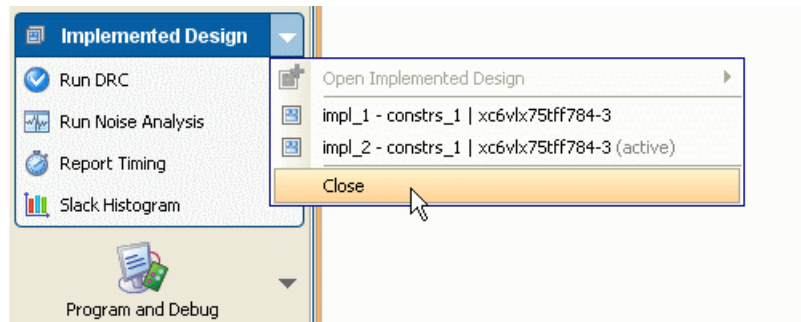 Implemented Design
Run DRC
Run Noise Analysis
Report Timing
Slack Histogram
Program and Debug
Open Implemented Design
impl_1 - constrs_1 | xc6vlx75tff784-3
impl_2 - constrs_1 | xc6vlx75tff784-3 (active)
Close